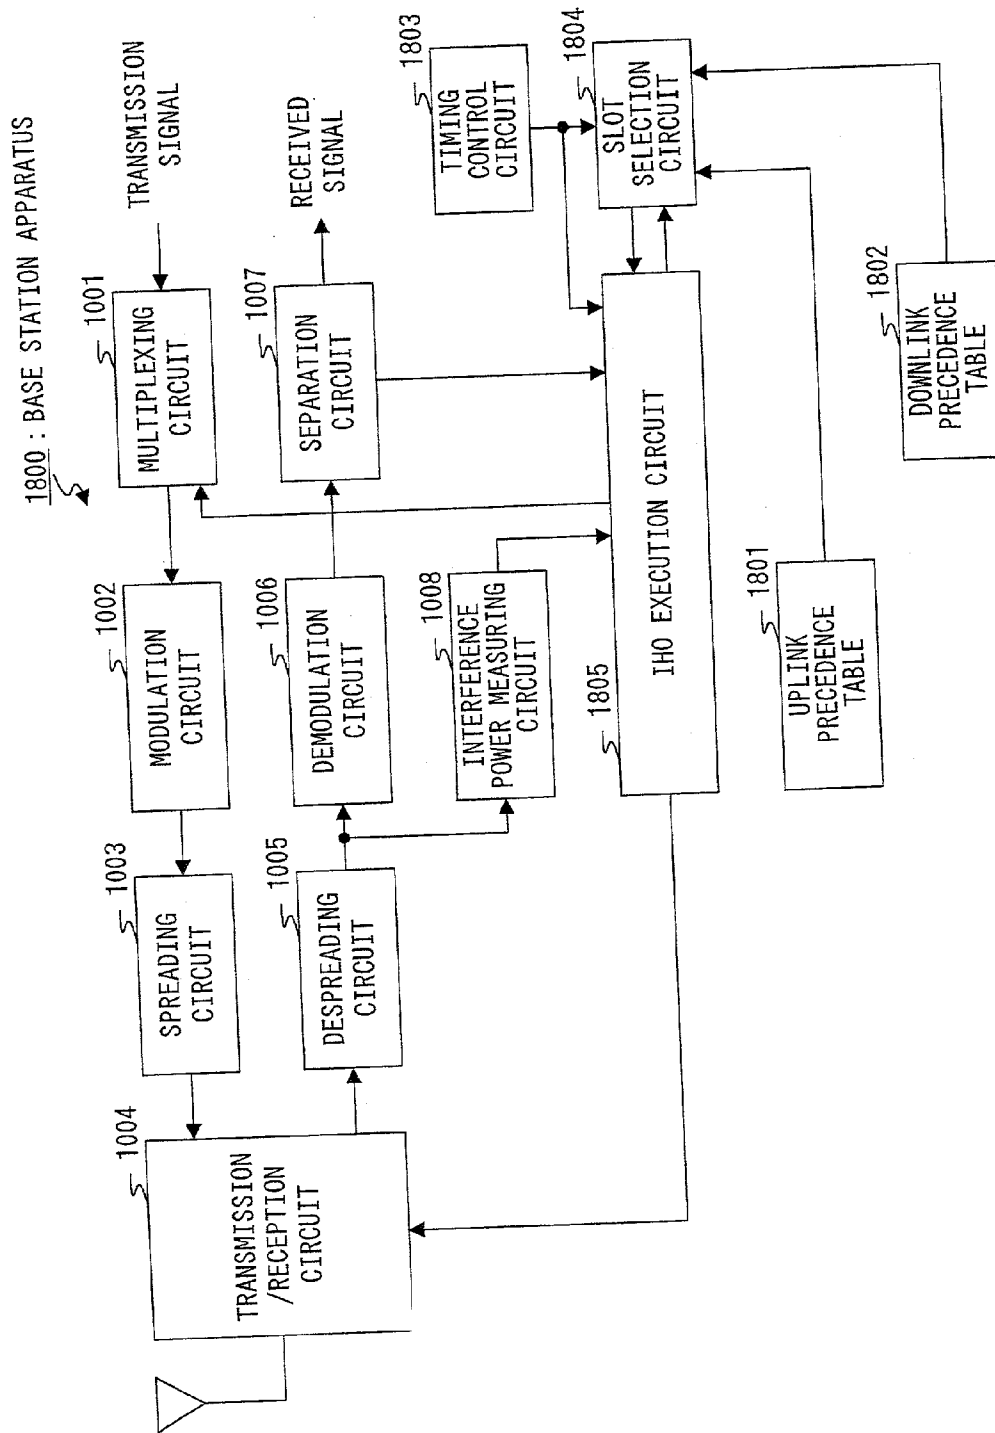 1800 : BASE STATION APPARATUS
TRANSMISSION
SIGNAL
1001
MULTIPLEXING
CIRCUIT
1002
MODULATION
CIRCUIT
1003
SPREADING
CIRCUIT
1004
TRANSMISSION
/RECEPTION
CIRCUIT
1005
DESPREADING
CIRCUIT
1006
DEMODULATION
CIRCUIT
1007
SEPARATION
CIRCUIT
RECEIVED
SIGNAL
1008
INTERFERENCE
POWER MEASURING
CIRCUIT
1803
TIMING
CONTROL
CIRCUIT
1804
SLOT
SELECTION
CIRCUIT
1805
IHO EXECUTION CIRCUIT
1801
UPLINK
PRECEDENCE
TABLE
1802
DOWNLINK
PRECEDENCE
TABLE